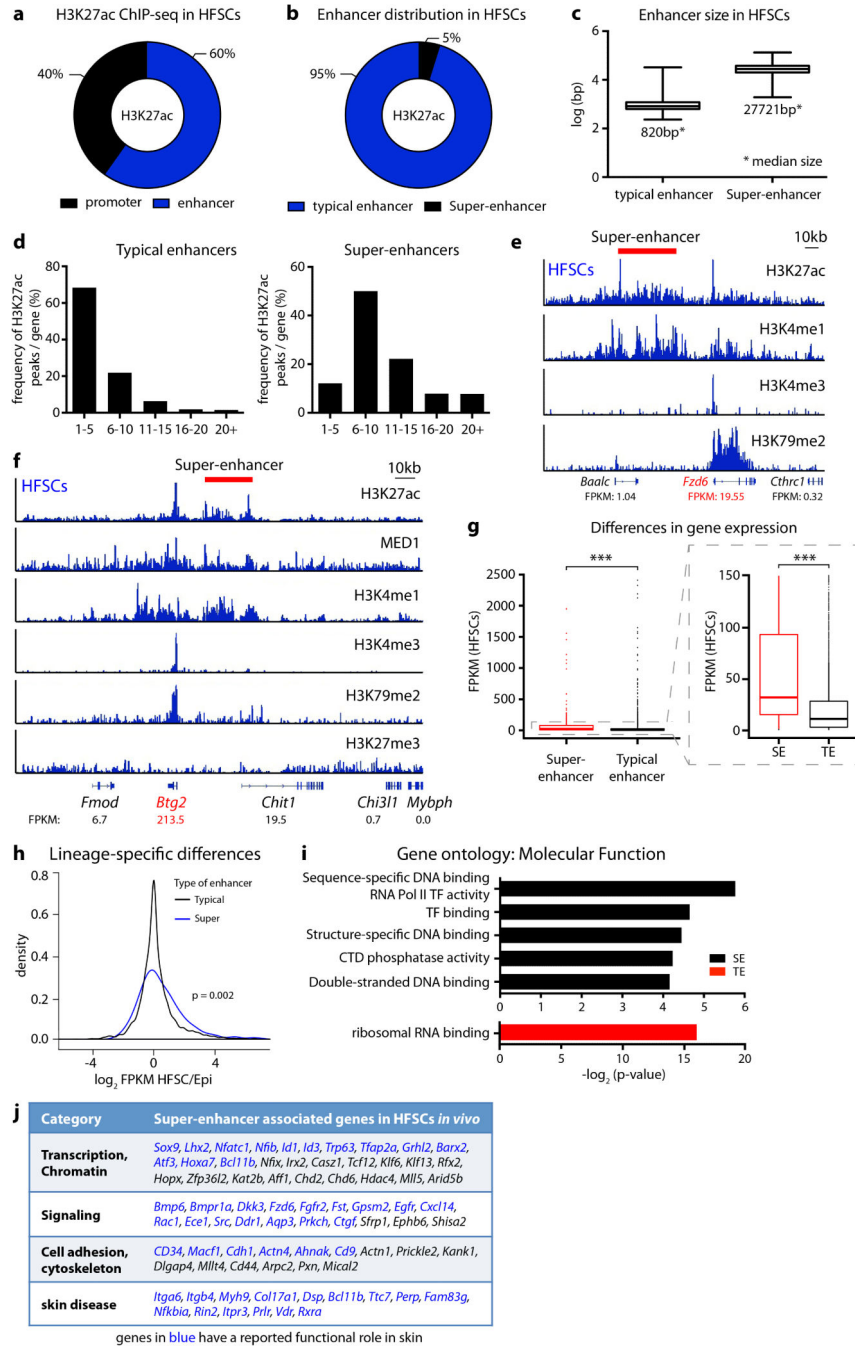 a H3K27ac ChIP-seq in HFSCs
60%
40%
H3K27ac
promoter enhancer
b Enhancer distribution in HFSCs
5%
95%
H3K27ac
typical enhancer Super-enhancer
c Enhancer size in HFSCs
log (bp)
6
4
2
0
820bp*
27721bp*
* median size
typical enhancer Super-enhancer
d Typical enhancers
frequency of H3K27ac
peaks / gene (%)
80
60
40
20
0
1-5 6-10 11-15 16-20 20+
Super-enhancers
frequency of H3K27ac
peaks / gene (%)
60
40
20
0
1-5 6-10 11-15 16-20 20+
e Super-enhancer 10kb
HFSCs
H3K27ac
H3K4me1
H3K4me3
H3K79me2
Baalc Fzd6 Cthrc1
FPKM: 1.04 FPKM: 19.55 FPKM: 0.32
f Super-enhancer 10kb
HFSCs
H3K27ac
MED1
H3K4me1
H3K4me3
H3K79me2
H3K27me3
Fmod Btg2 Chit1 Chi3l1 Mybph
FPKM: 6.7 213.5 19.5 0.7 0.0
g Differences in gene expression
***
FPKM (HFSCs)
2500
2000
1500
1000
500
0
Super-
enhancer
Typical
enhancer
***
FPKM (HFSCs)
150
100
50
0
SE TE
h Lineage-specific differences
density
0.8
0.6
0.4
0.2
0.0
Type of enhancer
Typical
Super
p = 0.002
-4 0 4
log2 FPKM HFSC/Epi
i Gene ontology: Molecular Function
Sequence-specific DNA binding
RNA Pol II TF activity
TF binding
Structure-specific DNA binding
CTD phosphatase activity
Double-stranded DNA binding
SE
TE
0 1 2 3 4 5 6
ribosomal RNA binding
0 5 10 15 20
-log2 (p-value)
j
Category Super-enhancer associated genes in HFSCs in vivo
Transcription,
Chromatin
Sox9, Lhx2, Nfatc1, Nfib, Id1, Id3, Trp63, Tfap2a, Grhl2, Barx2,
Atf3, Hoxa7, Bcl11b, Nfix, Irx2, Casz1, Tcf12, Klf6, Klf13, Rfx2,
Hopx, Zfp36l2, Kat2b, Aff1, Chd2, Chd6, Hdac4, Mll5, Arid5b
Signaling
Bmp6, Bmpr1a, Dkk3, Fzd6, Fgfr2, Fst, Gpsm2, Egfr, Cxcl14,
Rac1, Ece1, Src, Ddr1, Aqp3, Prkch, Ctgf, Sfrp1, Ephb6, Shisa2
Cell adhesion,
cytoskeleton
CD34, Macf1, Cdh1, Actn4, Ahnak, Cd9, Actn1, Prickle2, Kank1,
Dlgap4, Mllt4, Cd44, Arpc2, Pxn, Mical2
skin disease
Itga6, Itgb4, Myh9, Col17a1, Dsp, Bcl11b, Ttc7, Perp, Fam83g,
Nfkbia, Rin2, Itpr3, Prlr, Vdr, Rxra
genes in blue have a reported functional role in skin